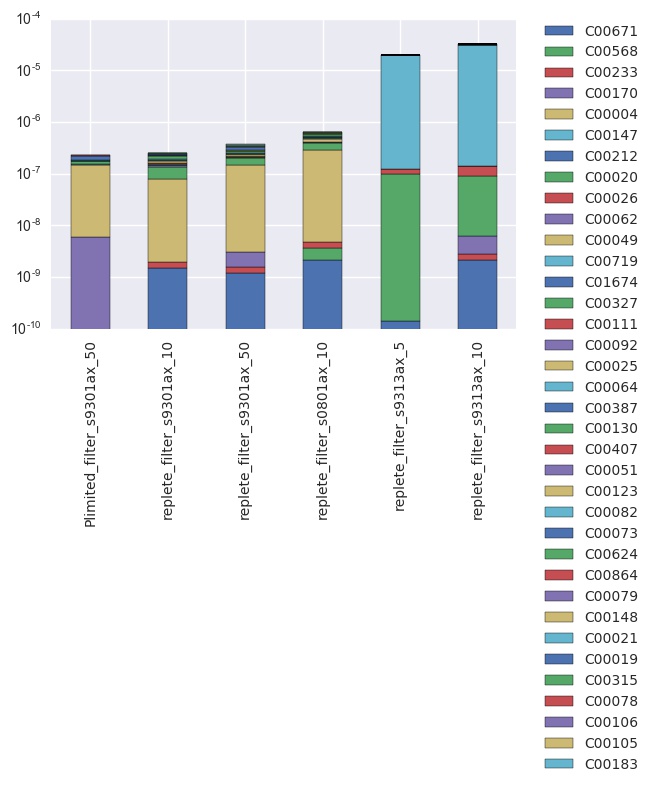 10⁻⁴
10⁻⁵
10⁻⁶
10⁻⁷
10⁻⁸
10⁻⁹
10⁻¹⁰
Plimited_filter_s9301ax_50
replete_filter_s9301ax_10
replete_filter_s9301ax_50
replete_filter_s0801ax_10
replete_filter_s9313ax_5
replete_filter_s9313ax_10
C00671
C00568
C00233
C00170
C00004
C00147
C00212
C00020
C00026
C00062
C00049
C00719
C01674
C00327
C00111
C00092
C00025
C00064
C00387
C00130
C00407
C00051
C00123
C00082
C00073
C00624
C00864
C00079
C00148
C00021
C00019
C00315
C00078
C00106
C00105
C00183